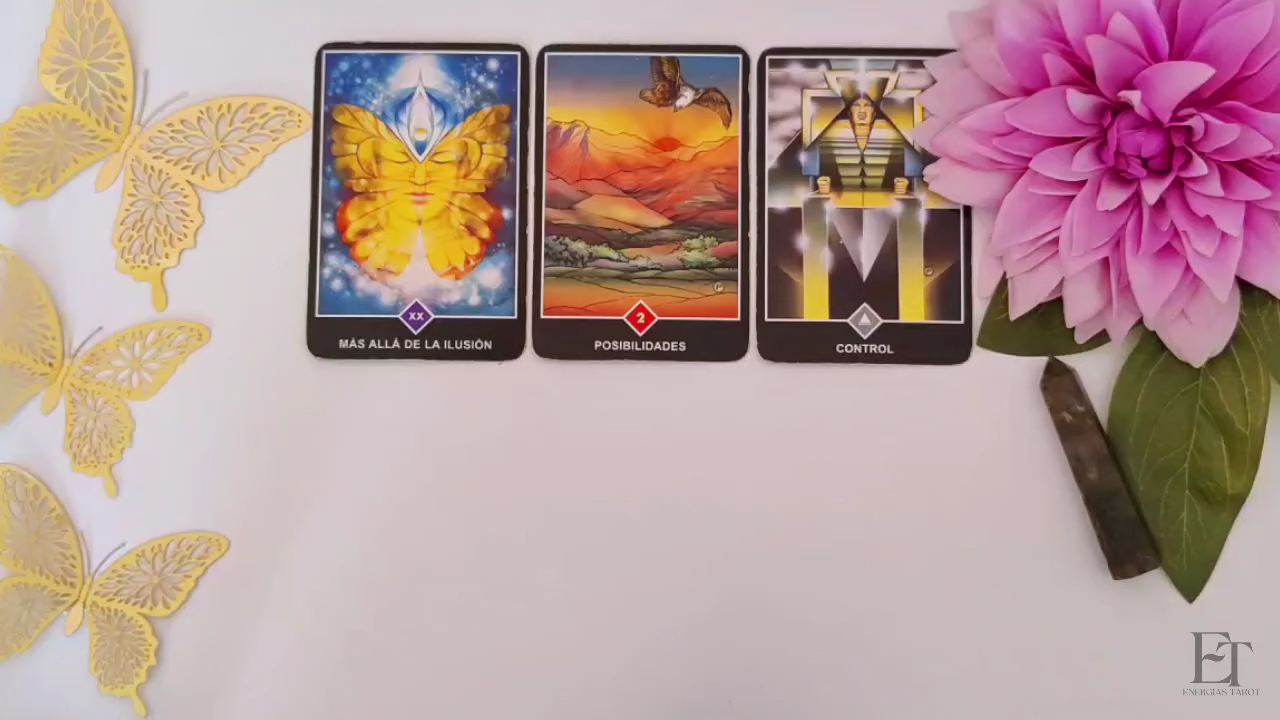 XX
MÁS ALLÁ DE LA ILUSIÓN
2
POSIBILIDADES
CONTROL
ET
ENERGÍAS TAROT